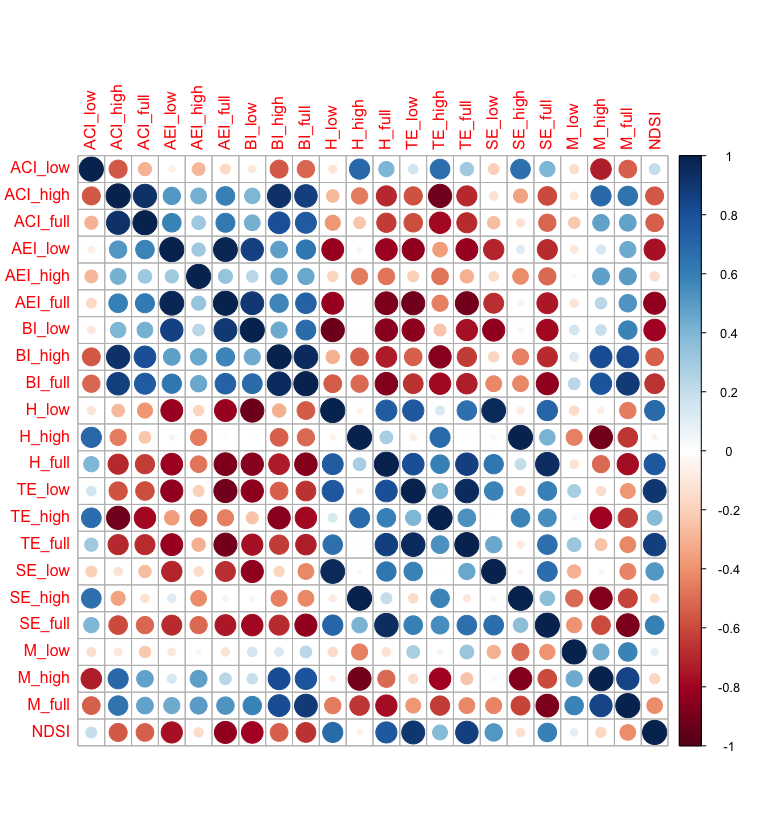 ACI_low
ACI_high
ACI_full
AEI_low
AEI_high
AEI_full
BI_low
BI_high
BI_full
H_low
H_high
H_full
TE_low
TE_high
TE_full
SE_low
SE_high
SE_full
M_low
M_high
M_full
NDSI
ACI_low
ACI_high
ACI_full
AEI_low
AEI_high
AEI_full
BI_low
BI_high
BI_full
H_low
H_high
H_full
TE_low
TE_high
TE_full
SE_low
SE_high
SE_full
M_low
M_high
M_full
NDSI
1
0.8
0.6
0.4
0.2
0
-0.2
-0.4
-0.6
-0.8
-1